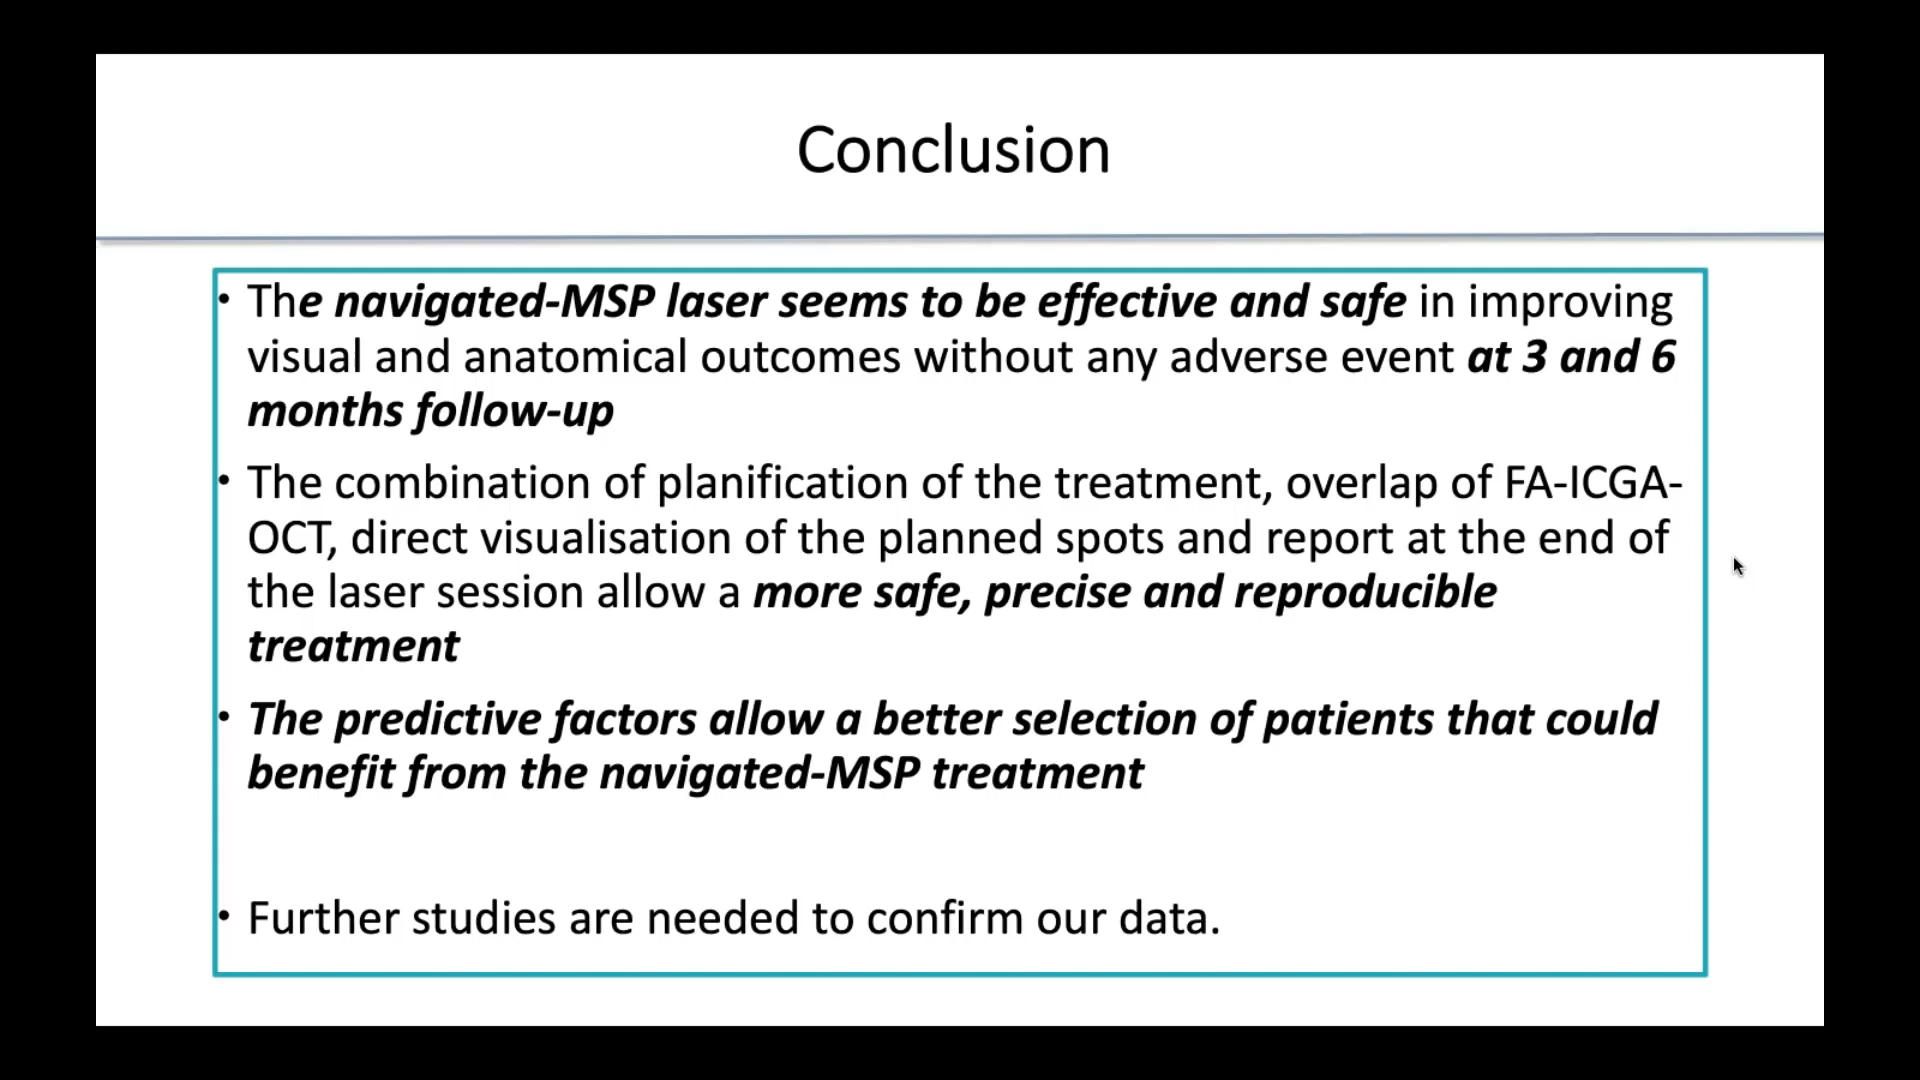 Conclusion
• The navigated-MSP laser seems to be effective and safe in improving
visual and anatomical outcomes without any adverse event at 3 and 6
months follow-up
• The combination of planification of the treatment, overlap of FA-ICGA-
OCT, direct visualisation of the planned spots and report at the end of
the laser session allow a more safe, precise and reproducible
treatment
• The predictive factors allow a better selection of patients that could
benefit from the navigated-MSP treatment
• Further studies are needed to confirm our data.